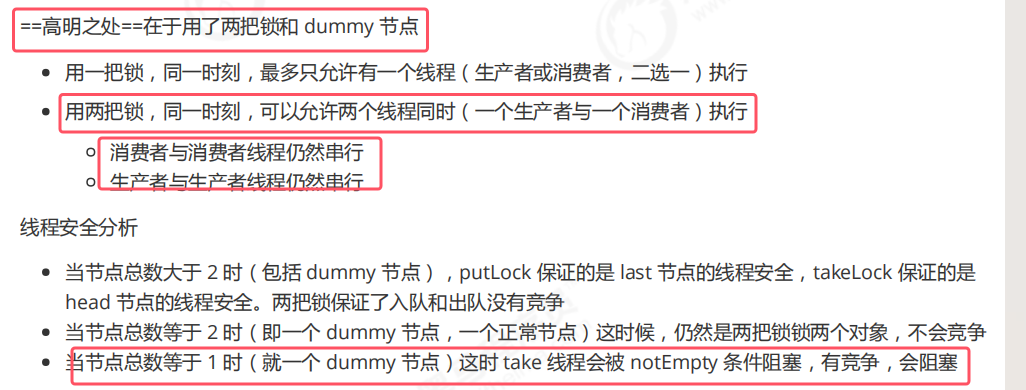 ==高明之处==在于用了两把锁和 dummy 节点
用一把锁，同一时刻，最多只允许有一个线程（生产者或消费者，二选一）执行
用两把锁，同一时刻，可以允许两个线程同时（一个生产者与一个消费者）执行
消费者与消费者线程仍然串行
生产者与生产者线程仍然串行
线程安全分析
当节点总数大于 2 时（包括 dummy 节点），putLock 保证的是 last 节点的线程安全，takeLock 保证的是
head 节点的线程安全。两把锁保证了入队和出队没有竞争
当节点总数等于 2 时（即一个 dummy 节点，一个正常节点）这时候，仍然是两把锁锁两个对象，不会竞争
当节点总数等于 1 时（就一个 dummy 节点）这时 take 线程会被 notEmpty 条件阻塞，有竞争，会阻塞